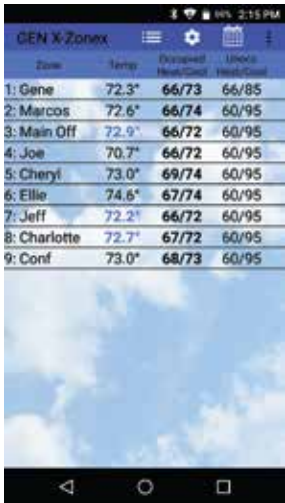 2:15 PM
GEN X-Zonex
Zone Temp Occupied Heat/Cool Unocc Heat/Cool
1: Gene 72.3° 66/73 66/85
2: Marcos 72.6° 66/74 60/95
3: Main Off 72.9° 66/72 60/95
4: Joe 70.7° 66/72 60/95
5: Cheryl 73.0° 69/74 60/95
6: Ellie 74.6° 67/74 60/95
7: Jeff 72.2° 66/72 60/95
8: Charlotte 72.7° 67/72 60/95
9: Conf 73.0° 68/73 60/95